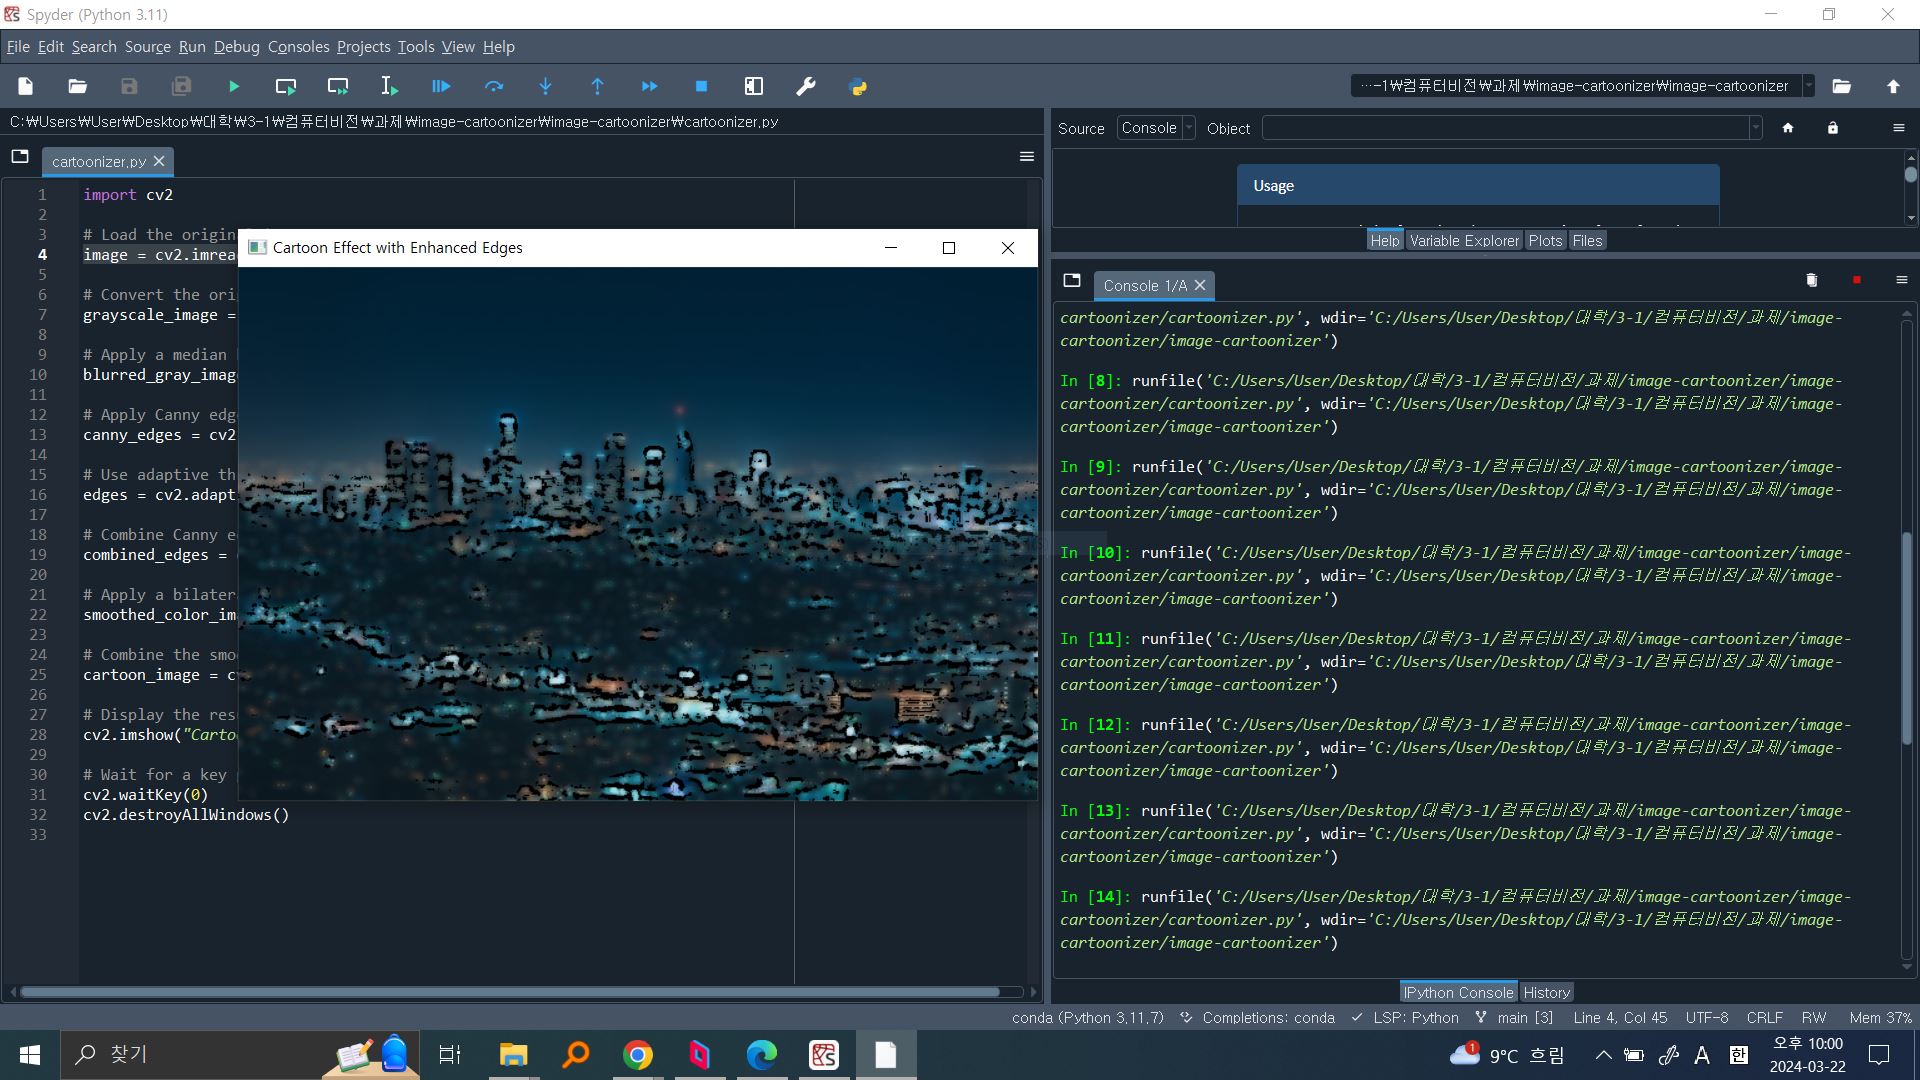 Spyder (Python 3.11)
File Edit Search Source Run Debug Consoles Projects Tools View Help
···-1₩컴퓨터비전₩과제₩image-cartoonizer₩image-cartoonizer
C:₩Users₩User₩Desktop₩대학₩3-1₩컴퓨터비전₩과제₩image-cartoonizer₩image-cartoonizer₩cartoonizer.py
cartoonizer.py
1 import cv2
2
3 # Load the origin
4 image = cv2.imrea
5
6 # Convert the ori
7 grayscale_image =
8
9 # Apply a median
10 blurred_gray_imag
11
12 # Apply Canny edg
13 canny_edges = cv2
14
15 # Use adaptive th
16 edges = cv2.adapt
17
18 # Combine Canny e
19 combined_edges =
20
21 # Apply a bilater
22 smoothed_color_im
23
24 # Combine the smo
25 cartoon_image = c
26
27 # Display the res
28 cv2.imshow("Carto
29
30 # Wait for a key
31 cv2.waitKey(0)
32 cv2.destroyAllWindows()
33
Cartoon Effect with Enhanced Edges
Source Console Object
Usage
Help Variable Explorer Plots Files
Console 1/A
cartoonizer/cartoonizer.py', wdir='C:/Users/User/Desktop/대학/3-1/컴퓨터비전/과제/image-
cartoonizer/image-cartoonizer')
In [8]: runfile('C:/Users/User/Desktop/대학/3-1/컴퓨터비전/과제/image-cartoonizer/image-
cartoonizer/cartoonizer.py', wdir='C:/Users/User/Desktop/대학/3-1/컴퓨터비전/과제/image-
cartoonizer/image-cartoonizer')
In [9]: runfile('C:/Users/User/Desktop/대학/3-1/컴퓨터비전/과제/image-cartoonizer/image-
cartoonizer/cartoonizer.py', wdir='C:/Users/User/Desktop/대학/3-1/컴퓨터비전/과제/image-
cartoonizer/image-cartoonizer')
In [10]: runfile('C:/Users/User/Desktop/대학/3-1/컴퓨터비전/과제/image-cartoonizer/image-
cartoonizer/cartoonizer.py', wdir='C:/Users/User/Desktop/대학/3-1/컴퓨터비전/과제/image-
cartoonizer/image-cartoonizer')
In [11]: runfile('C:/Users/User/Desktop/대학/3-1/컴퓨터비전/과제/image-cartoonizer/image-
cartoonizer/cartoonizer.py', wdir='C:/Users/User/Desktop/대학/3-1/컴퓨터비전/과제/image-
cartoonizer/image-cartoonizer')
In [12]: runfile('C:/Users/User/Desktop/대학/3-1/컴퓨터비전/과제/image-cartoonizer/image-
cartoonizer/cartoonizer.py', wdir='C:/Users/User/Desktop/대학/3-1/컴퓨터비전/과제/image-
cartoonizer/image-cartoonizer')
In [13]: runfile('C:/Users/User/Desktop/대학/3-1/컴퓨터비전/과제/image-cartoonizer/image-
cartoonizer/cartoonizer.py', wdir='C:/Users/User/Desktop/대학/3-1/컴퓨터비전/과제/image-
cartoonizer/image-cartoonizer')
In [14]: runfile('C:/Users/User/Desktop/대학/3-1/컴퓨터비전/과제/image-cartoonizer/image-
cartoonizer/cartoonizer.py', wdir='C:/Users/User/Desktop/대학/3-1/컴퓨터비전/과제/image-
cartoonizer/image-cartoonizer')
IPython Console History
conda (Python 3.11.7) Completions: conda LSP: Python main [3] Line 4, Col 45 UTF-8 CRLF RW Mem 37%
찾기
1 9°C 흐림 A 한 오후 10:00
2024-03-22